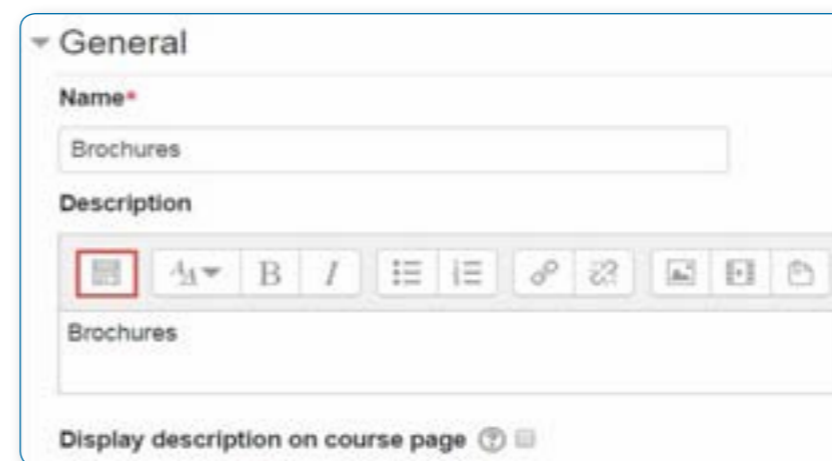 General
Name*
Brochures
Description
B I
Brochures
Display description on course page